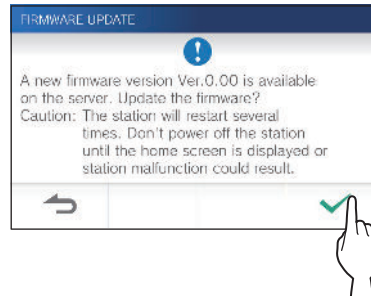 FIRMWARE UPDATE
A new firmware version Ver.0.00 is available
on the server. Update the firmware?
Caution: The station will restart several
times. Don't power off the station
until the home screen is displayed or
station malfunction could result.